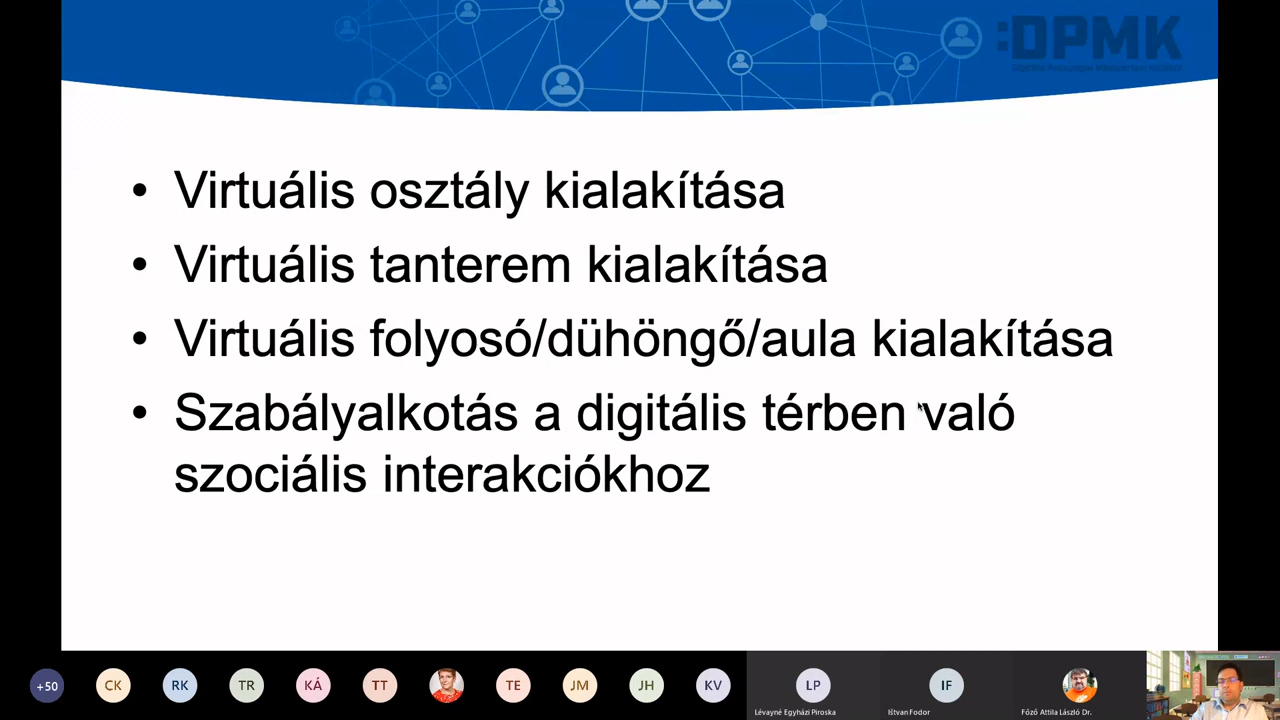 :DPMK
• Virtuális osztály kialakítása
• Virtuális tanterem kialakítása
• Virtuális folyosó/dühöngő/aula kialakítása
• Szabályalkotás a digitális térben való
szociális interakciókhoz
+50 CK RK TR KÁ TT TE JM JH KV LP IF
Lévayné Egyházi Piroska IStvan Fodor Főző Attila László Dr.